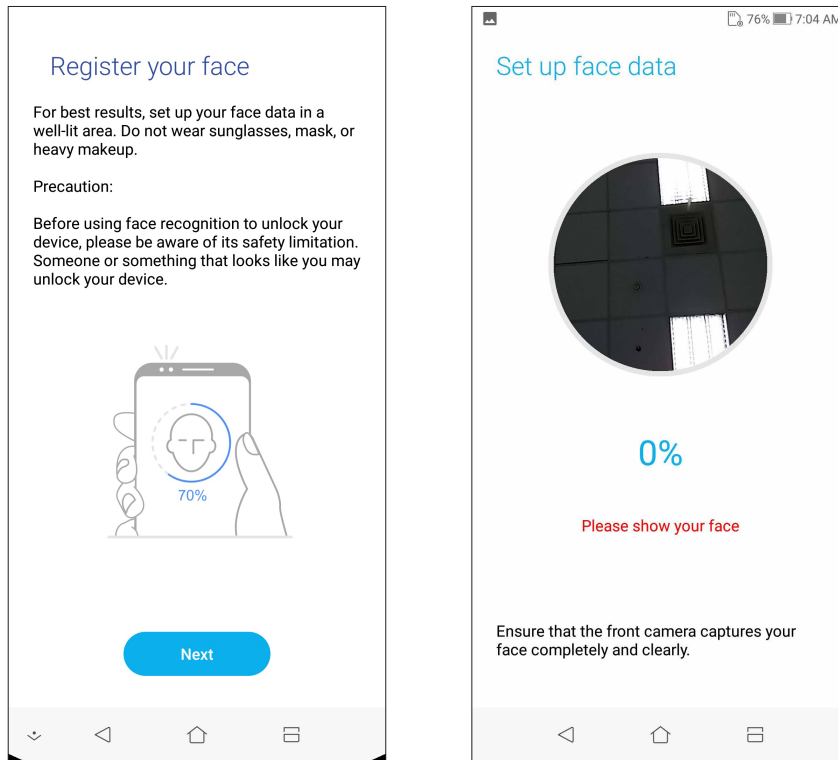 Register your face
For best results, set up your face data in a
well-lit area. Do not wear sunglasses, mask, or
heavy makeup.
Precaution:
Before using face recognition to unlock your
device, please be aware of its safety limitation.
Someone or something that looks like you may
unlock your device.
70%
Next
76% 7:04 AM
Set up face data
0%
Please show your face
Ensure that the front camera captures your
face completely and clearly.